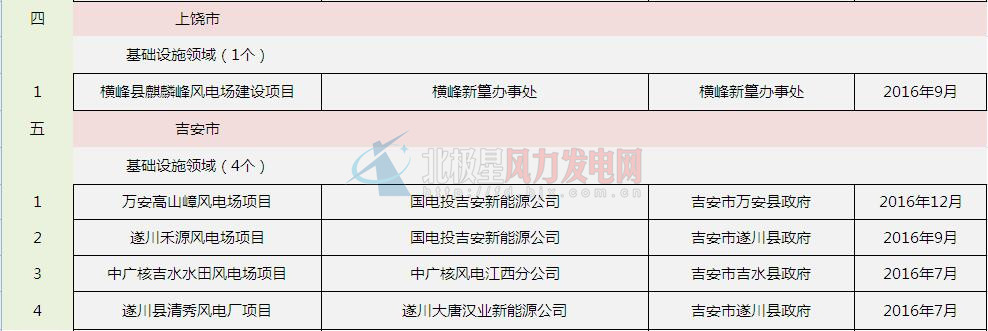 四 上饶市
基础设施领域（1个）
1 横峰县麒麟峰风电场建设项目 横峰新篁办事处 横峰新篁办事处 2016年9月
五 吉安市
基础设施领域（4个）
北极星风力发电网
http://fd.bjx.com.cn
1 万安高山嶂风电场项目 国电投吉安新能源公司 吉安市万安县政府 2016年12月
2 遂川禾源风电场项目 国电投吉安新能源公司 吉安市遂川县政府 2016年9月
3 中广核吉水水田风电场项目 中广核风电江西分公司 吉安市吉水县政府 2016年7月
4 遂川县清秀风电厂项目 遂川大唐汉业新能源公司 吉安市遂川县政府 2016年7月